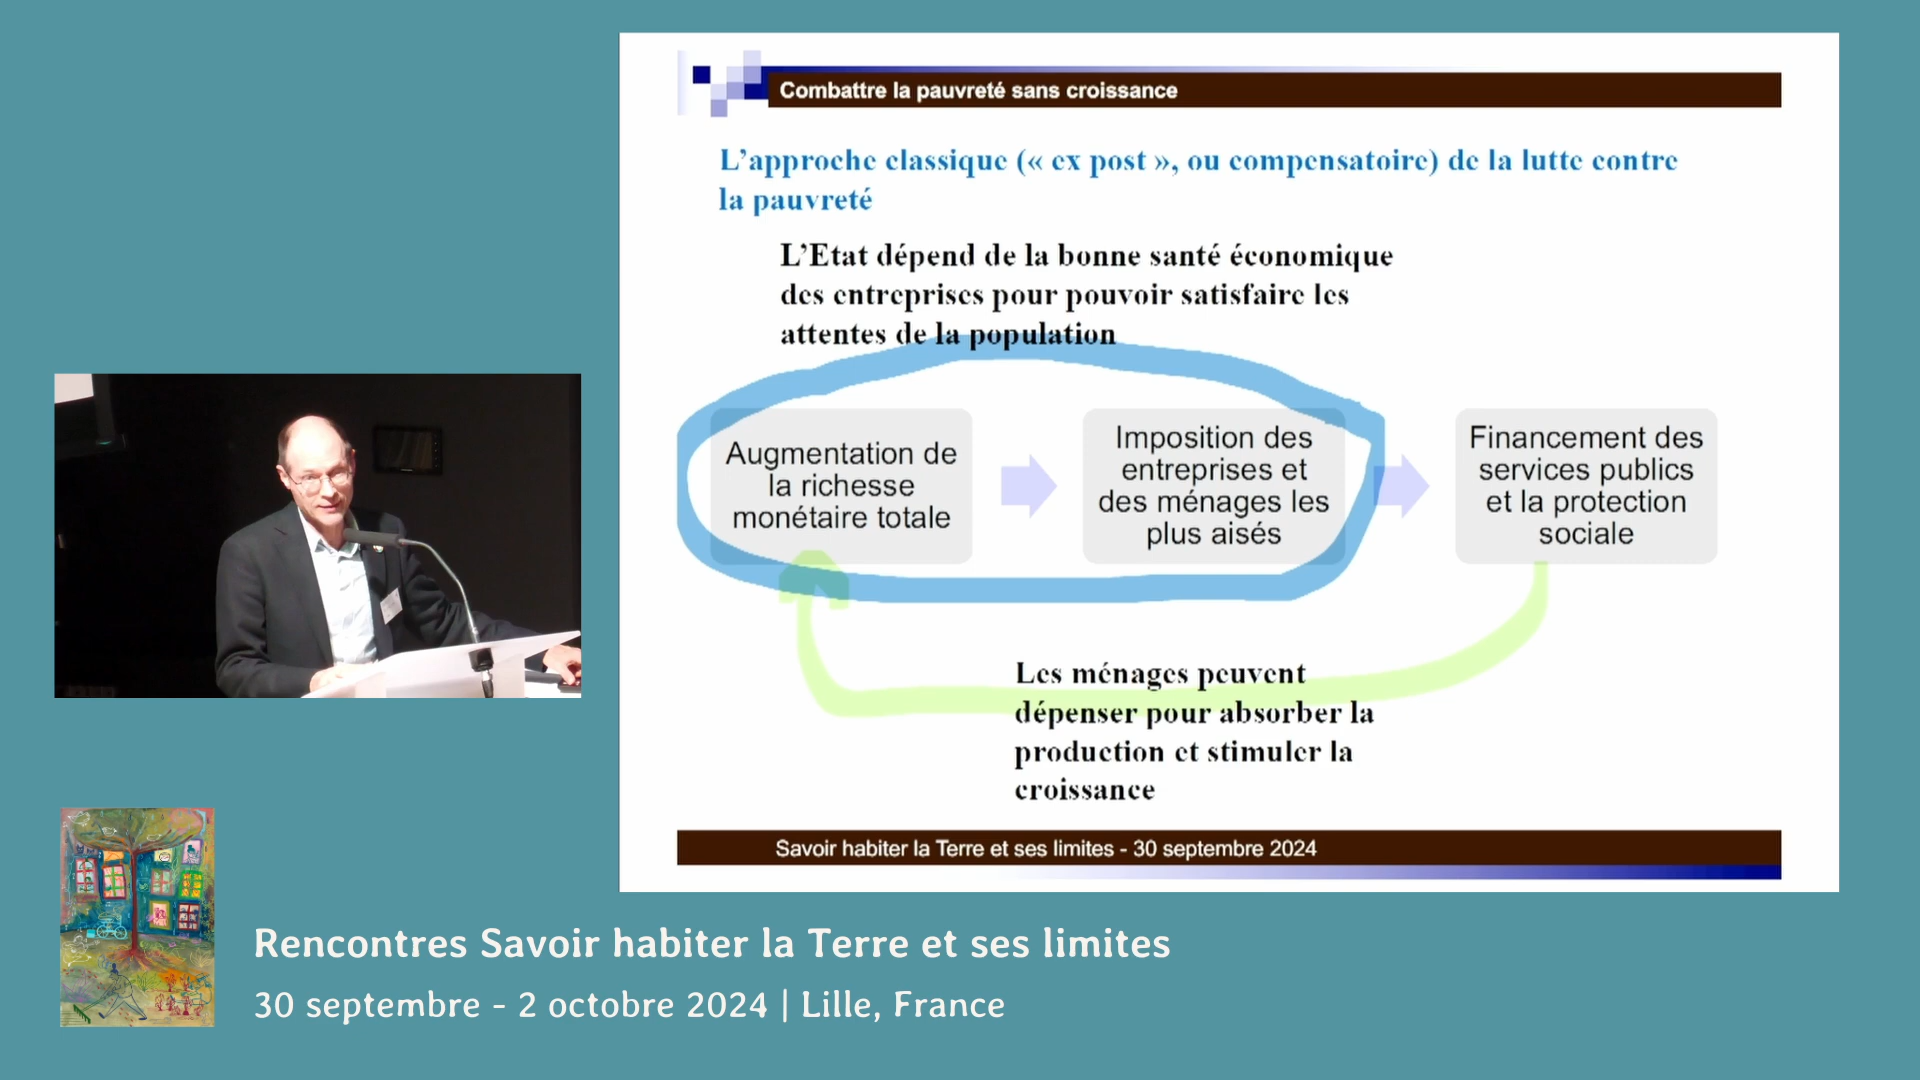 Combattre la pauvreté sans croissance
L'approche classique (« ex post », ou compensatoire) de la lutte contre
la pauvreté
L'Etat dépend de la bonne santé économique
des entreprises pour pouvoir satisfaire les
attentes de la population
Augmentation de
la richesse
monétaire totale
Imposition des
entreprises et
des ménages les
plus aisés
Financement des
services publics
et la protection
sociale
Les ménages peuvent
dépenser pour absorber la
production et stimuler la
croissance
Savoir habiter la Terre et ses limites - 30 septembre 2024
Rencontres Savoir habiter la Terre et ses limites
30 septembre - 2 octobre 2024 | Lille, France